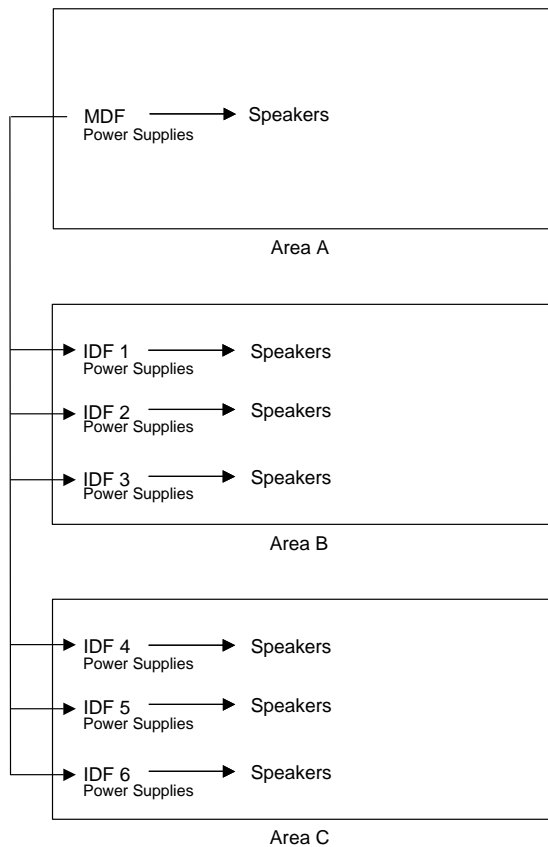 MDF Speakers
Power Supplies
Area A
IDF 1 Speakers
Power Supplies
IDF 2 Speakers
Power Supplies
IDF 3 Speakers
Power Supplies
Area B
IDF 4 Speakers
Power Supplies
IDF 5 Speakers
Power Supplies
IDF 6 Speakers
Power Supplies
Area C